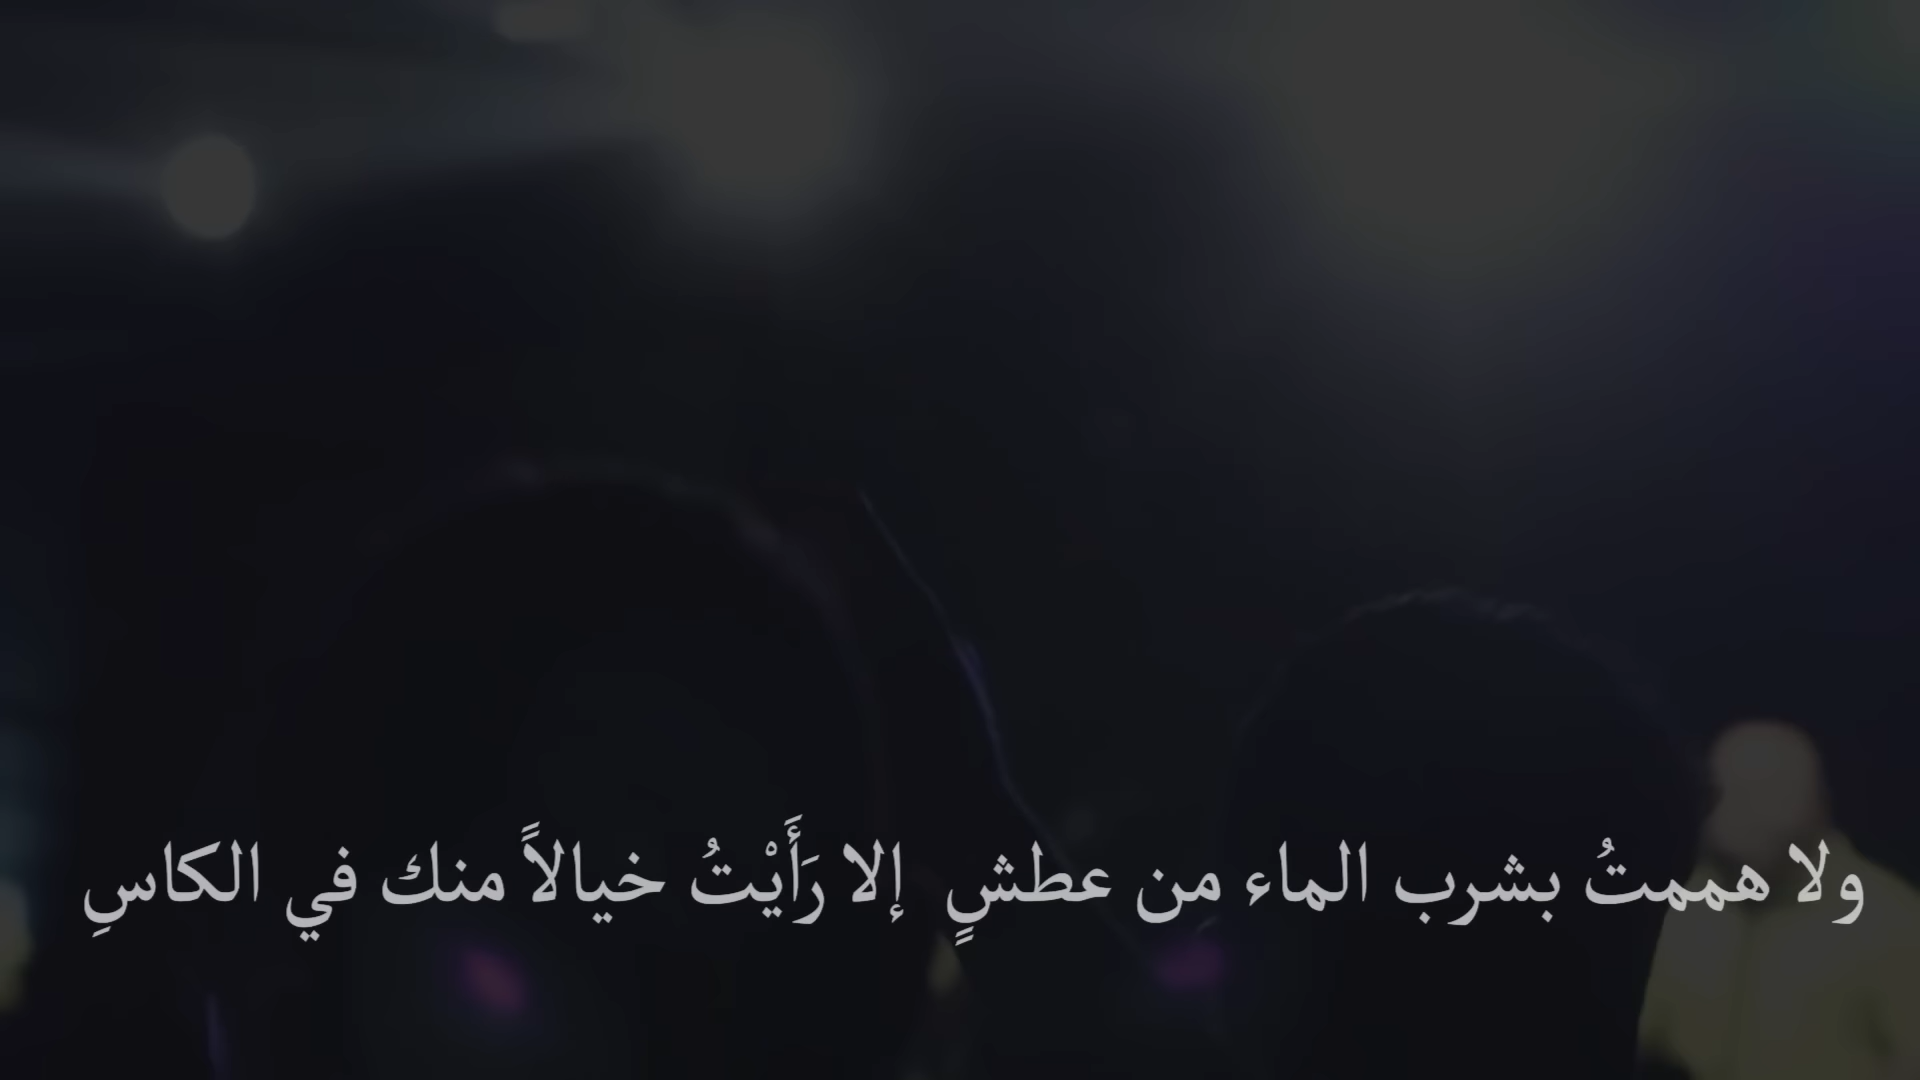 ولا هممتُ بشرب الماء من عطشٍ إلا رَأَيْتُ خيالاً منك في الكاسِ